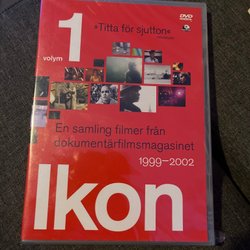 »Titta för sjutton«
DVD
volym
1
En samling filmer från
dokumentärfilmsmagasinet
1999–2002
Ikon